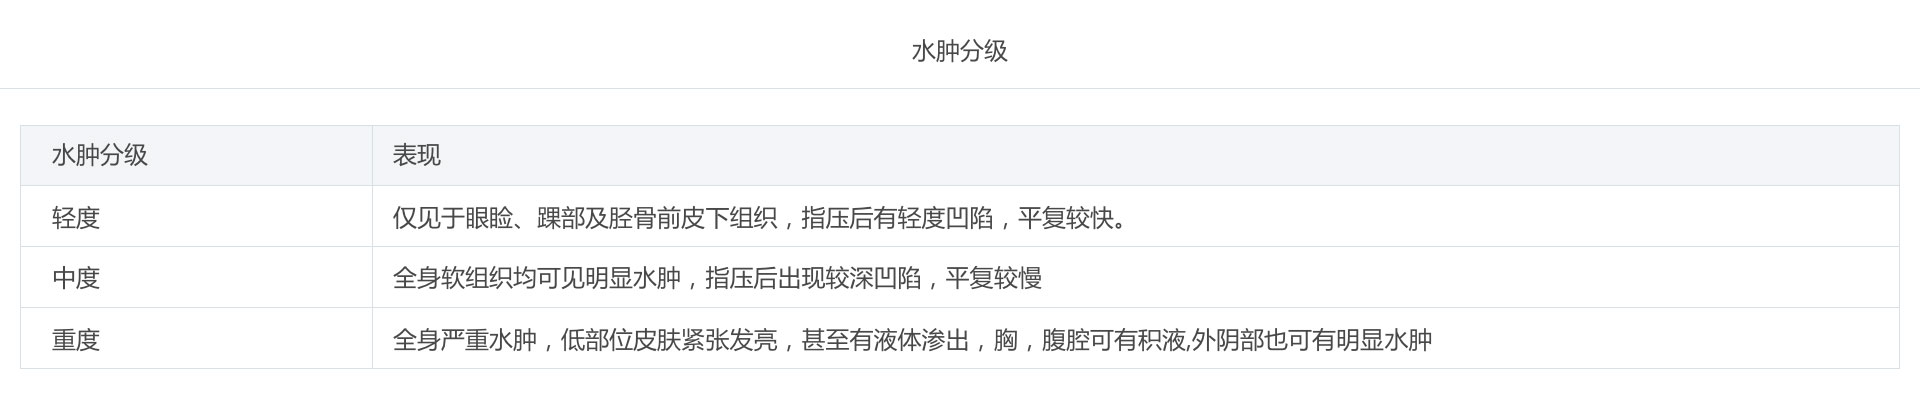 水肿分级
水肿分级 表现
轻度 仅见于眼睑、踝部及胫骨前皮下组织，指压后有轻度凹陷，平复较快。
中度 全身软组织均可见明显水肿，指压后出现较深凹陷，平复较慢
重度 全身严重水肿，低部位皮肤紧张发亮，甚至有液体渗出，胸，腹腔可有积液,外阴部也可有明显水肿